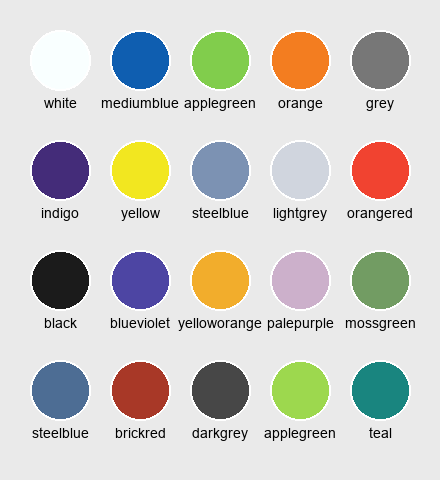 white mediumblue applegreen orange grey
indigo yellow steelblue lightgrey orangered
black blueviolet yelloworange palepurple mossgreen
steelblue brickred darkgrey applegreen teal